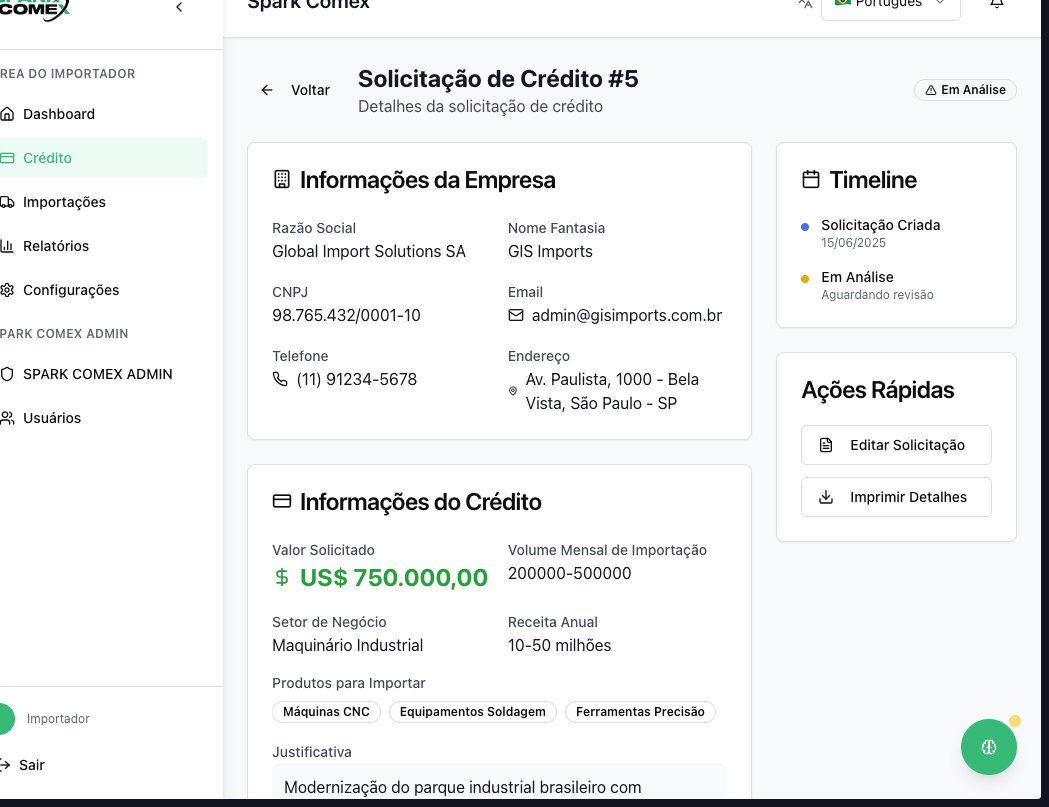 COMEX
Spark Comex
Português
REA DO IMPORTADOR
Dashboard
Crédito
Importações
Relatórios
Configurações
PARK COMEX ADMIN
SPARK COMEX ADMIN
Usuários
Importador
Sair
Voltar
Solicitação de Crédito #5
Detalhes da solicitação de crédito
Em Análise
Informações da Empresa
Razão Social
Global Import Solutions SA
Nome Fantasia
GIS Imports
CNPJ
98.765.432/0001-10
Email
admin@gisimports.com.br
Telefone
(11) 91234-5678
Endereço
Av. Paulista, 1000 - Bela
Vista, São Paulo - SP
Informações do Crédito
Valor Solicitado
US$ 750.000,00
Volume Mensal de Importação
200000-500000
Setor de Negócio
Maquinário Industrial
Receita Anual
10-50 milhões
Produtos para Importar
Máquinas CNC
Equipamentos Soldagem
Ferramentas Precisão
Justificativa
Modernização do parque industrial brasileiro com
Timeline
Solicitação Criada
15/06/2025
Em Análise
Aguardando revisão
Ações Rápidas
Editar Solicitação
Imprimir Detalhes